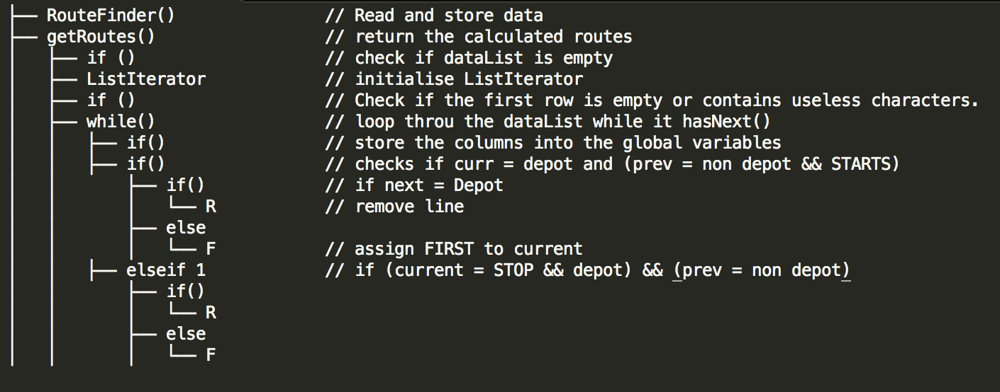 ├── RouteFinder() // Read and store data
├── getRoutes() // return the calculated routes
│ ├── if () // check if dataList is empty
│ ├── ListIterator // initialise ListIterator
│ ├── if () // Check if the first row is empty or contains useless characters.
│ ├── while() // loop throu the dataList while it hasNext()
│ │ ├── if() // store the columns into the global variables
│ │ ├── if() // checks if curr = depot and (prev = non depot && STARTS)
│ │ │ ├── if() // if next = Depot
│ │ │ │ └── R // remove line
│ │ │ ├── else
│ │ │ │ └── F // assign FIRST to current
│ │ ├── elseif 1 // if (current = STOP && depot) && (prev = non depot)
│ │ │ ├── if()
│ │ │ │ └── R
│ │ │ ├── else
│ │ │ │ └── F